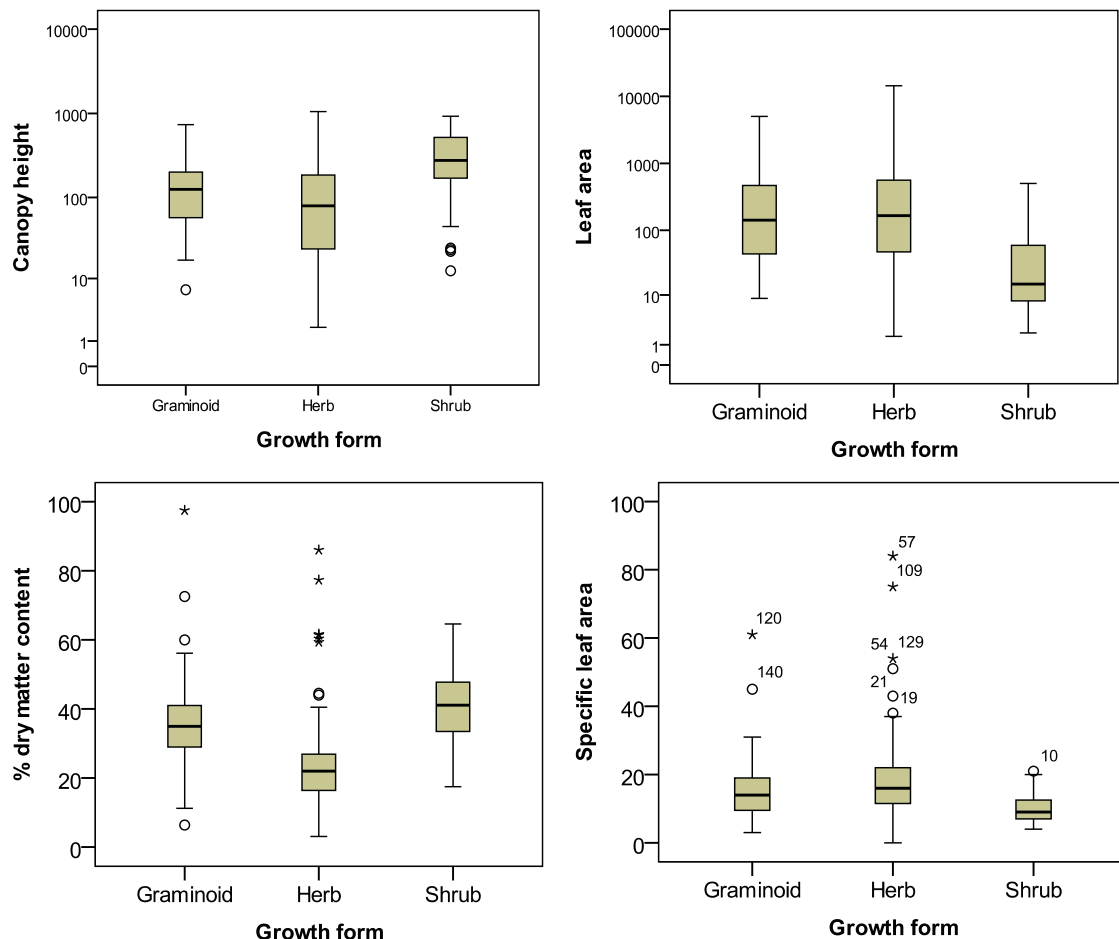 Canopy height
10000
1000
100
10
1
0
Graminoid
Herb
Shrub
Growth form
Leaf area
100000
10000
1000
100
10
1
0
Graminoid
Herb
Shrub
Growth form
% dry matter content
100
80
60
40
20
0
Graminoid
Herb
Shrub
Growth form
Specific leaf area
100
80
60
40
20
0
120
140
57
109
54
129
21
19
10
Graminoid
Herb
Shrub
Growth form